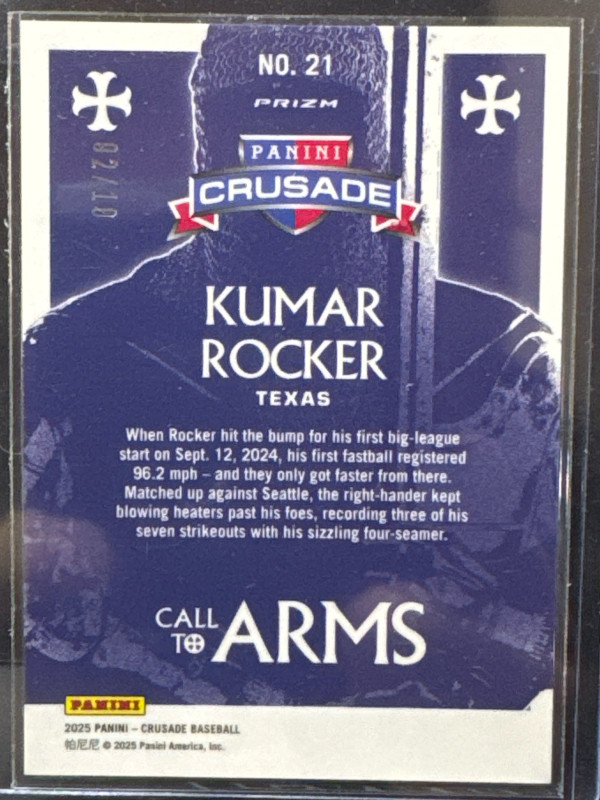 NO. 21
PRIZM
02/10
PANINI
CRUSADE
KUMAR
ROCKER
TEXAS
When Rocker hit the bump for his first big-league
start on Sept. 12, 2024, his first fastball registered
96.2 mph – and they only got faster from there.
Matched up against Seattle, the right-hander kept
blowing heaters past his foes, recording three of his
seven strikeouts with his sizzling four-seamer.
CALL
TO ARMS
PANINI
2025 PANINI – CRUSADE BASEBALL
帕尼尼 © 2025 Panini America, Inc.